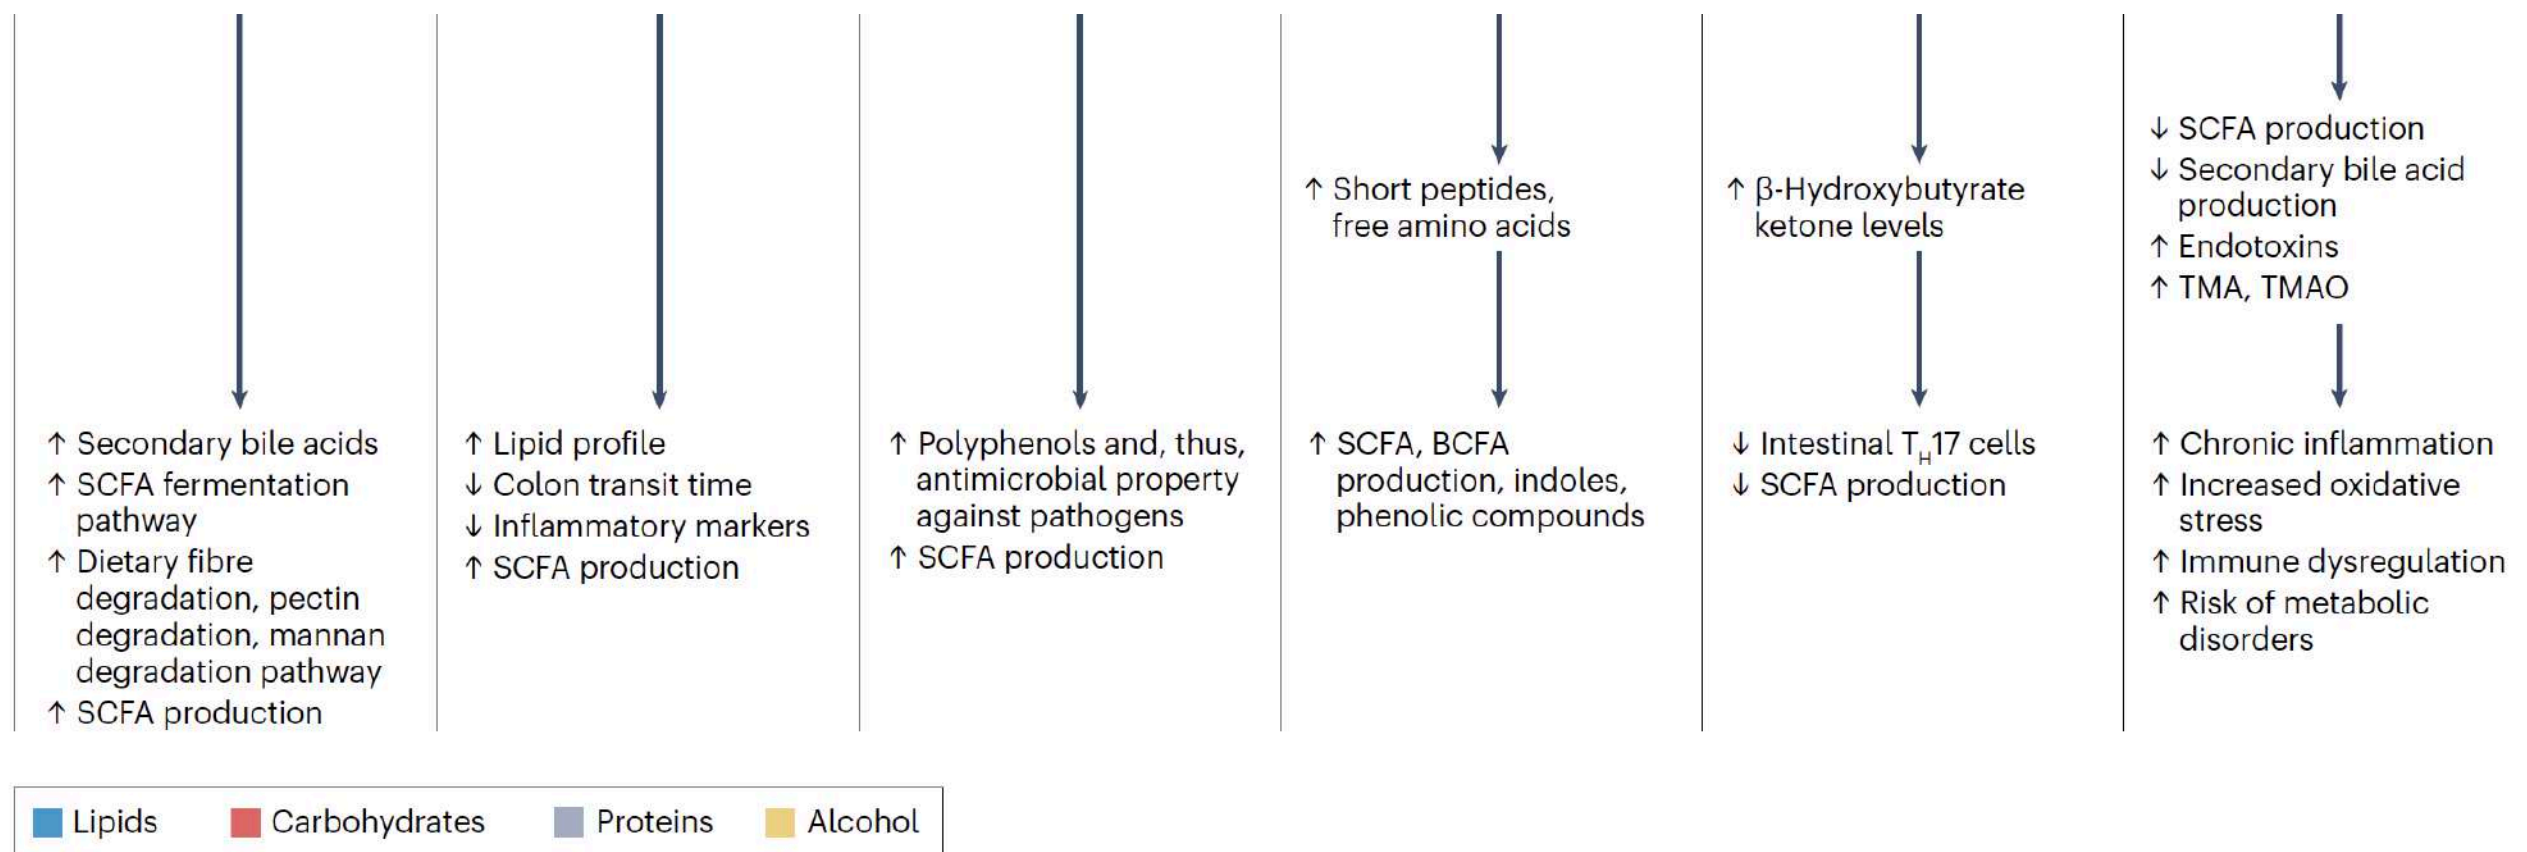 ↑ Secondary bile acids
↑ SCFA fermentation
pathway
↑ Dietary fibre
degradation, pectin
degradation, mannan
degradation pathway
↑ SCFA production
↑ Lipid profile
↓ Colon transit time
↓ Inflammatory markers
↑ SCFA production
↑ Polyphenols and, thus,
antimicrobial property
against pathogens
↑ SCFA production
↑ Short peptides,
free amino acids
↑ SCFA, BCFA
production, indoles,
phenolic compounds
↑ β-Hydroxybutyrate
ketone levels
↓ Intestinal TH17 cells
↓ SCFA production
↓ SCFA production
↓ Secondary bile acid
production
↑ Endotoxins
↑ TMA, TMAO
↑ Chronic inflammation
↑ Increased oxidative
stress
↑ Immune dysregulation
↑ Risk of metabolic
disorders
Lipids Carbohydrates Proteins Alcohol